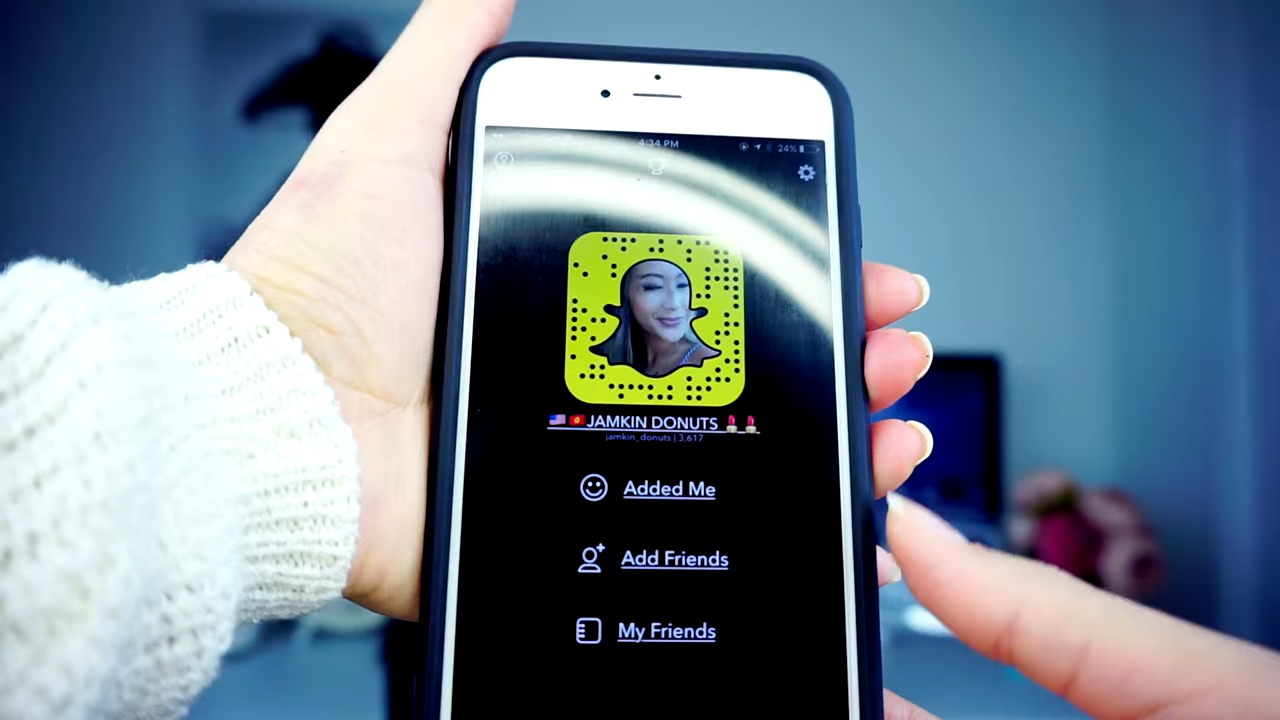 4:34 PM 24%
🇺🇸🇰🇬JAMKIN DONUTS 💄💄
jamkin_donuts | 3,617
Added Me
Add Friends
My Friends